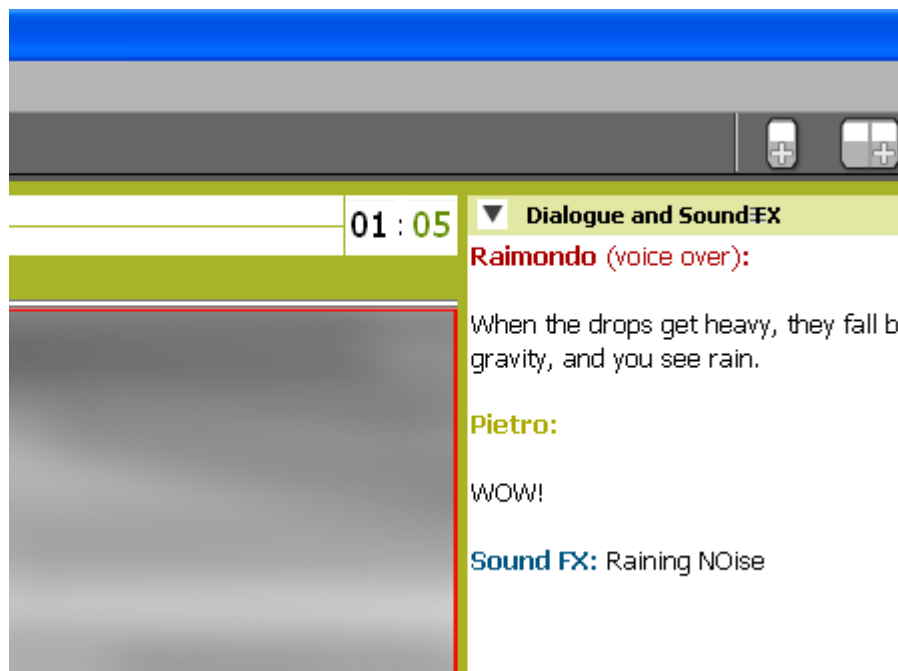 01 : 05
Dialogue and Sound FX
Raimondo (voice over):
When the drops get heavy, they fall b
gravity, and you see rain.
Pietro:
WOW!
Sound FX: Raining NOise